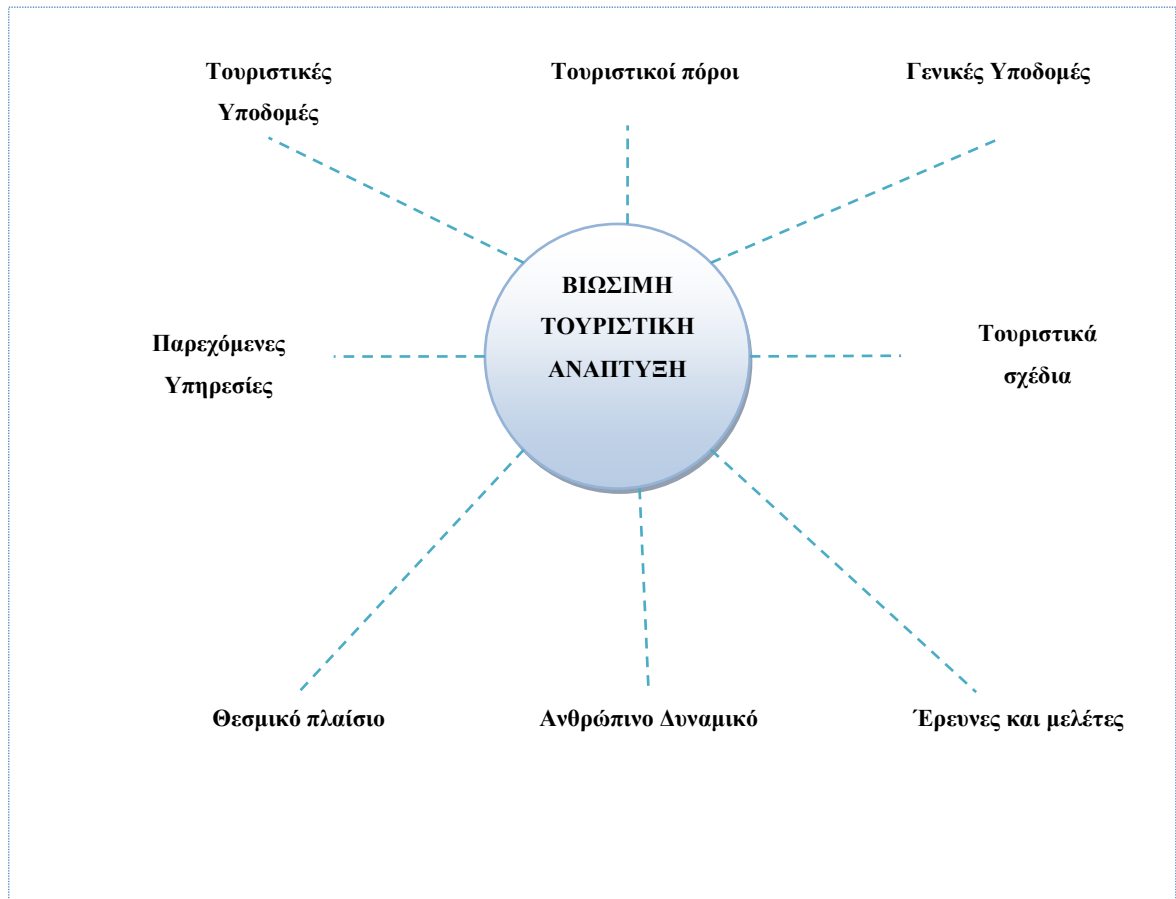 Τουριστικές
Υποδομές
Τουριστικοί πόροι
Γενικές Υποδομές
ΒΙΩΣΙΜΗ
ΤΟΥΡΙΣΤΙΚΗ
ΑΝΑΠΤΥΞΗ
Παρεχόμενες
Υπηρεσίες
Τουριστικά
σχέδια
Θεσμικό πλαίσιο
Ανθρώπινο Δυναμικό
Έρευνες και μελέτες